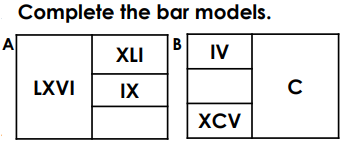 Complete the bar models.
A
XLI
LXVI
IX
B
IV
C
XCV